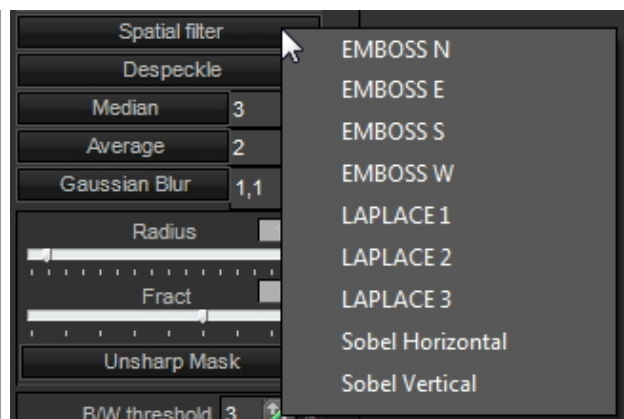 Spatial filter
Despeckle
Median 3
Average 2
Gaussian Blur 1,1
Radius
Fract
Unsharp Mask
B/W threshold 3
EMBOSS N
EMBOSS E
EMBOSS S
EMBOSS W
LAPLACE 1
LAPLACE 2
LAPLACE 3
Sobel Horizontal
Sobel Vertical